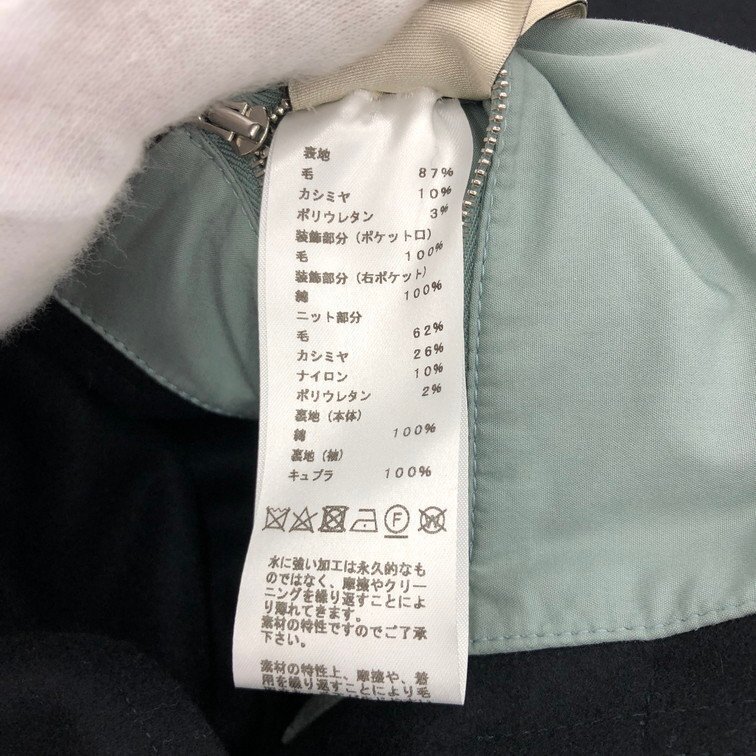 表地
毛 87%
カシミヤ 10%
ポリウレタン 3%
装飾部分(ポケット口)
毛 100%
装飾部分(右ポケット)
綿 100%
ニット部分
毛 62%
カシミヤ 26%
ナイロン 10%
ポリウレタン 2%
裏地(本体)
綿 100%
裏地(袖)
キュプラ 100%
F W
水に強い加工は永久的なも
のではなく、摩擦やクリー
ニングを繰り返すことによ
り薄れてきます。
素材の特性ですのでご了承
下さい。
素材の特性上、摩擦や、着
用を繰り返すことにより毛